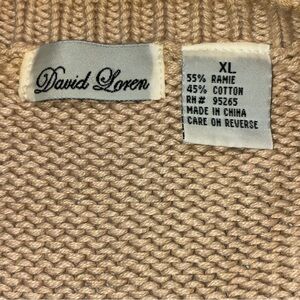 David Loren
XL
55% RAMIE
45% COTTON
RN# 95265
MADE IN CHINA
CARE ON REVERSE